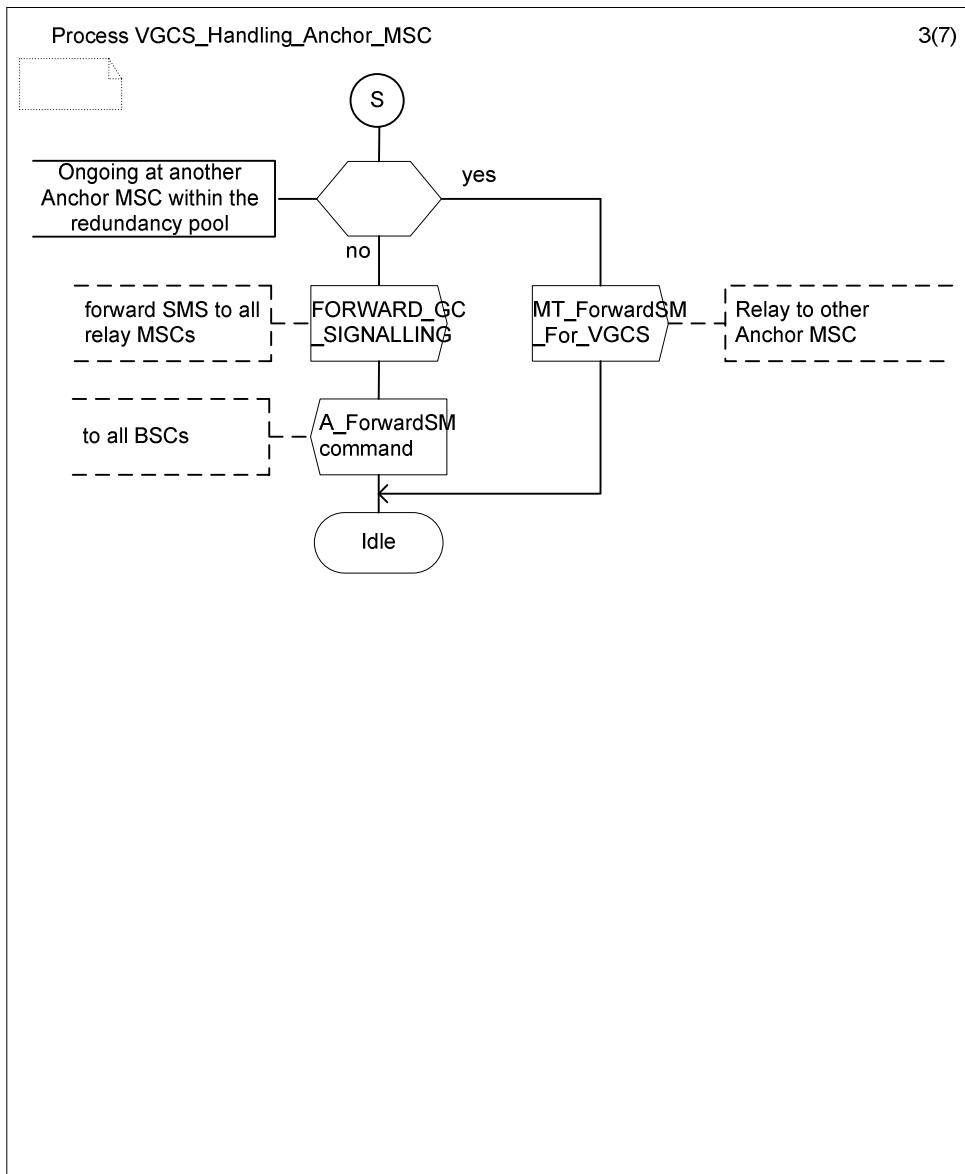 Process VGCS_Handling_Anchor_MSC
3(7)
S
Ongoing at another
Anchor MSC within the
redundancy pool
yes
no
forward SMS to all
relay MSCs
FORWARD_GC
_SIGNALLING
MT_ForwardSM
_For_VGCS
Relay to other
Anchor MSC
to all BSCs
A_ForwardSM
command
Idle